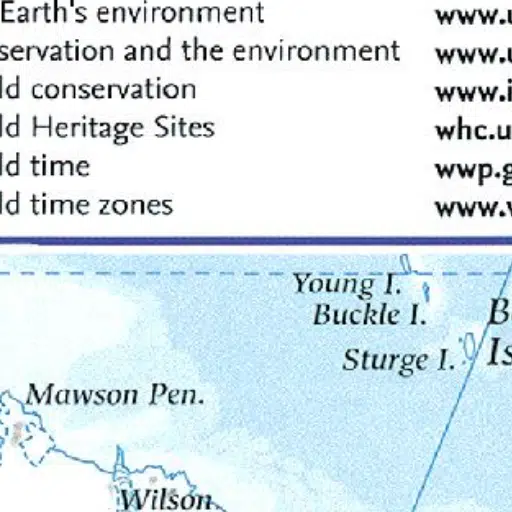 Earth's environment www.u
servation and the environment www.u
ld conservation www.i
ld Heritage Sites whc.u
ld time wwp.g
ld time zones www.
Young I.
Buckle I.
Sturge I.
Is
Mawson Pen.
Wilson